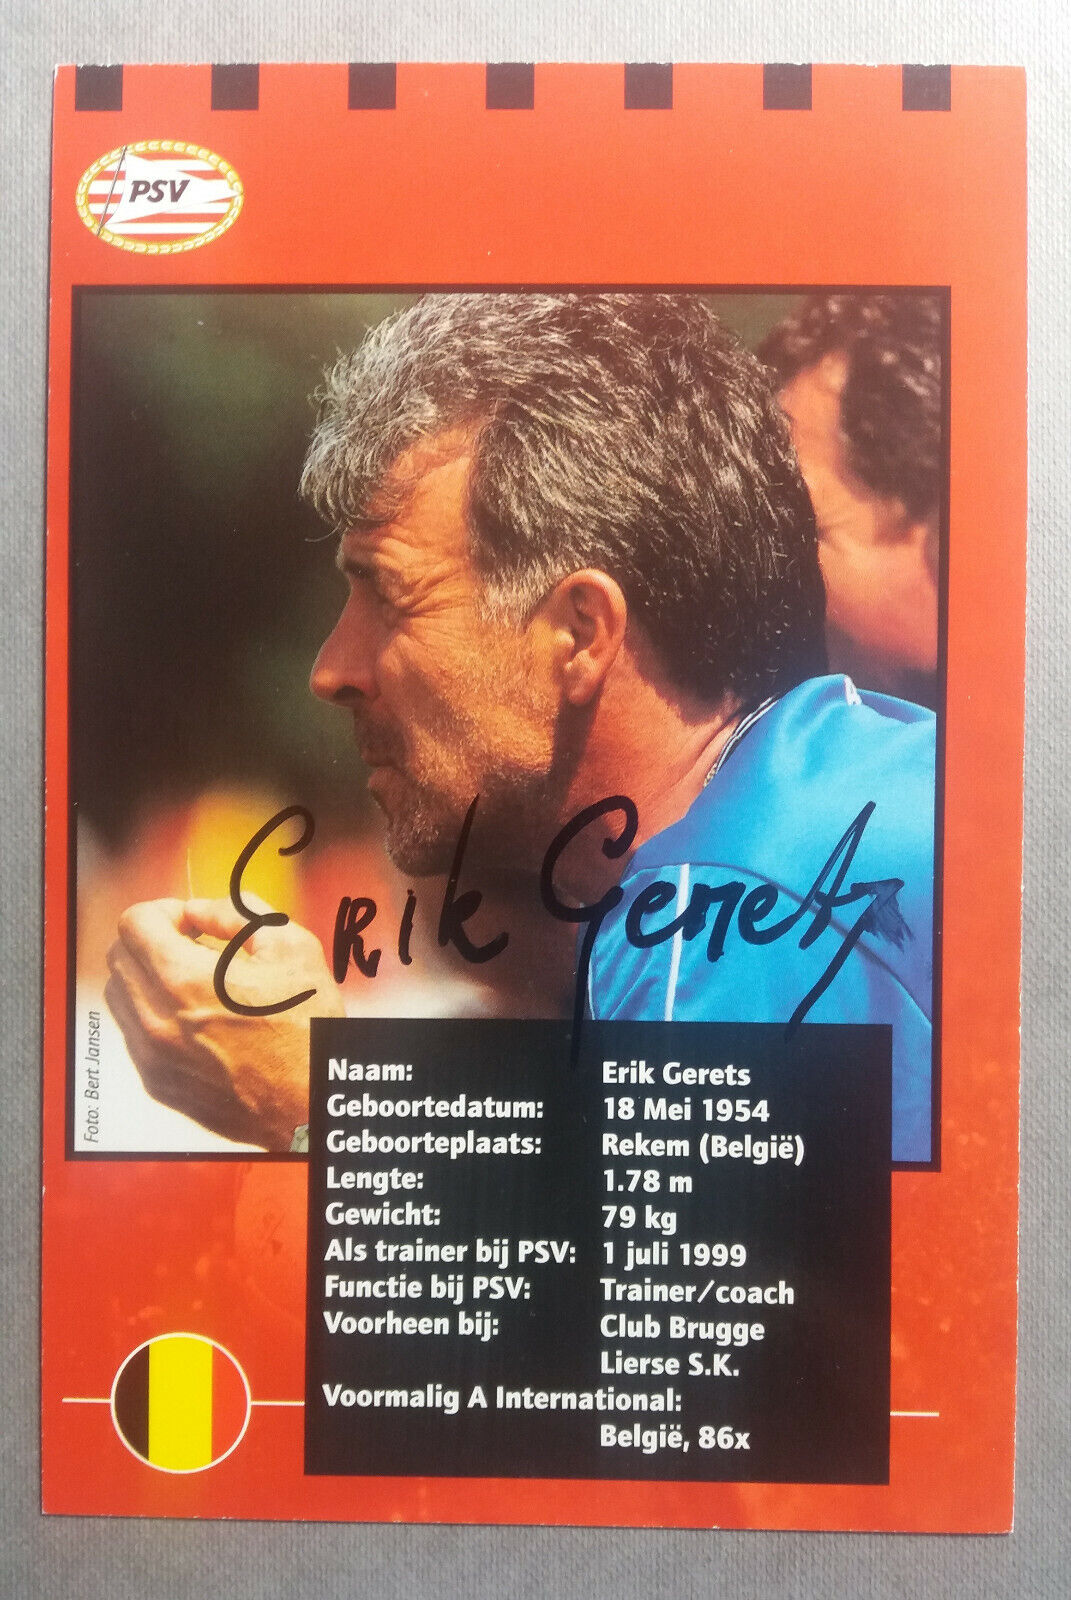 PSV
Erik Gerets
Foto: Bert Jansen
Naam: Erik Gerets
Geboortedatum: 18 Mei 1954
Geboorteplaats: Rekem (België)
Lengte: 1.78 m
Gewicht: 79 kg
Als trainer bij PSV: 1 juli 1999
Functie bij PSV: Trainer/coach
Voorheen bij: Club Brugge
Lierse S.K.
Voormalig A International:
België, 86x